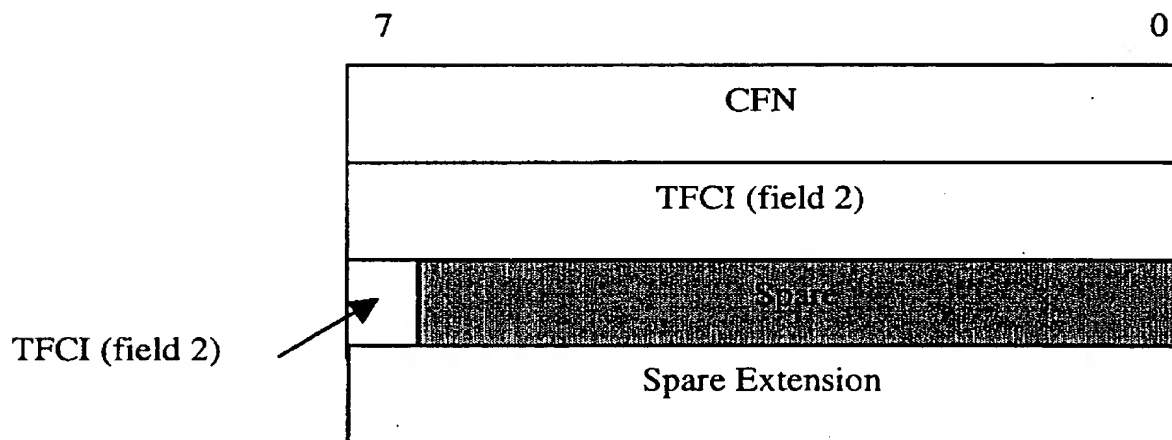 7 0
CFN
TFCI (field 2)
Spare
TFCI (field 2)
Spare Extension